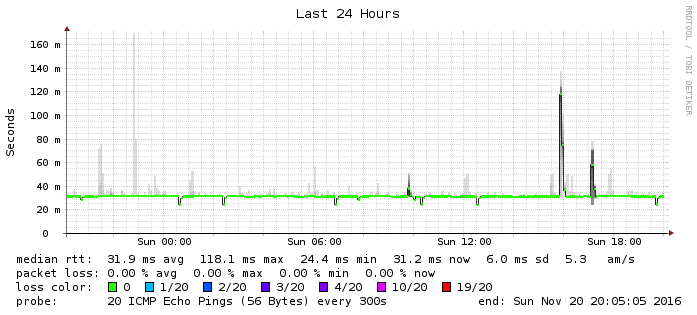 Last 24 Hours
RRDTOOL / TOBI OETIKER
Seconds
160 m
140 m
120 m
100 m
80 m
60 m
40 m
20 m
0
Sun 00:00 Sun 06:00 Sun 12:00 Sun 18:00
median rtt: 31.9 ms avg 118.1 ms max 24.4 ms min 31.2 ms now 6.0 ms sd 5.3 am/s
packet loss: 0.00 % avg 0.00 % max 0.00 % min 0.00 % now
loss color: 0 1/20 2/20 3/20 4/20 10/20 19/20
probe: 20 ICMP Echo Pings (56 Bytes) every 300s end: Sun Nov 20 20:05:05 2016